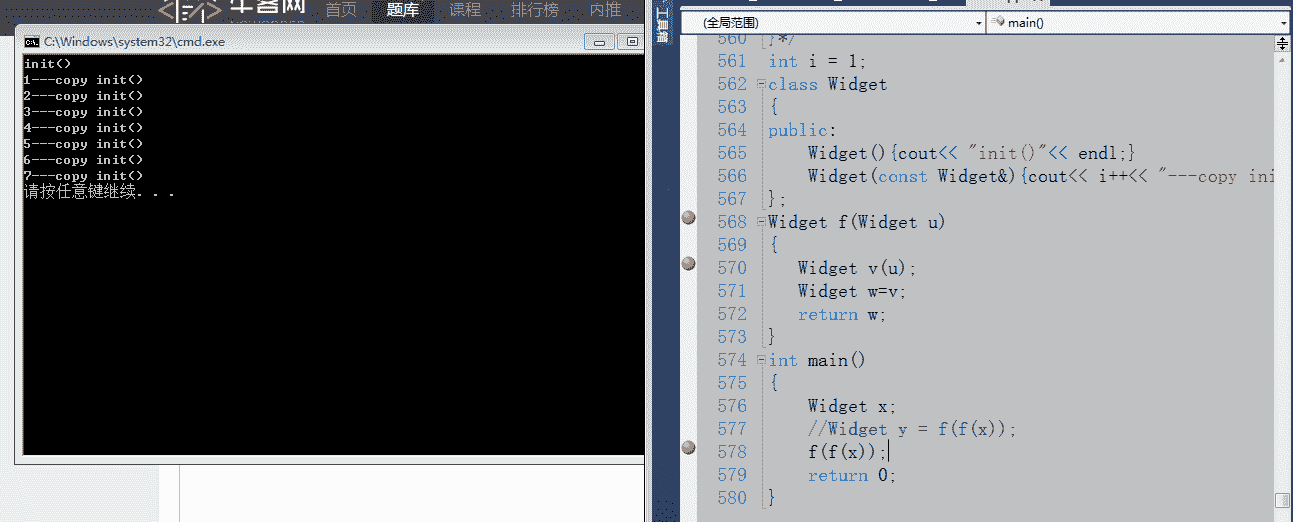 牛客网
首页 题库 课程 排行榜 内推
C:\Windows\system32\cmd.exe
init()
1---copy init()
2---copy init()
3---copy init()
4---copy init()
5---copy init()
6---copy init()
7---copy init()
请按任意键继续. . .
工具箱
(全局范围)
main()
560 }*/
561 int i = 1;
562 class Widget
563 {
564 public:
565 Widget(){cout<< "init()"<< endl;}
566 Widget(const Widget&){cout<< i++<< "---copy ini
567 };
568 Widget f(Widget u)
569 {
570 Widget v(u);
571 Widget w=v;
572 return w;
573 }
574 int main()
575 {
576 Widget x;
577 //Widget y = f(f(x));
578 f(f(x));
579 return 0;
580 }